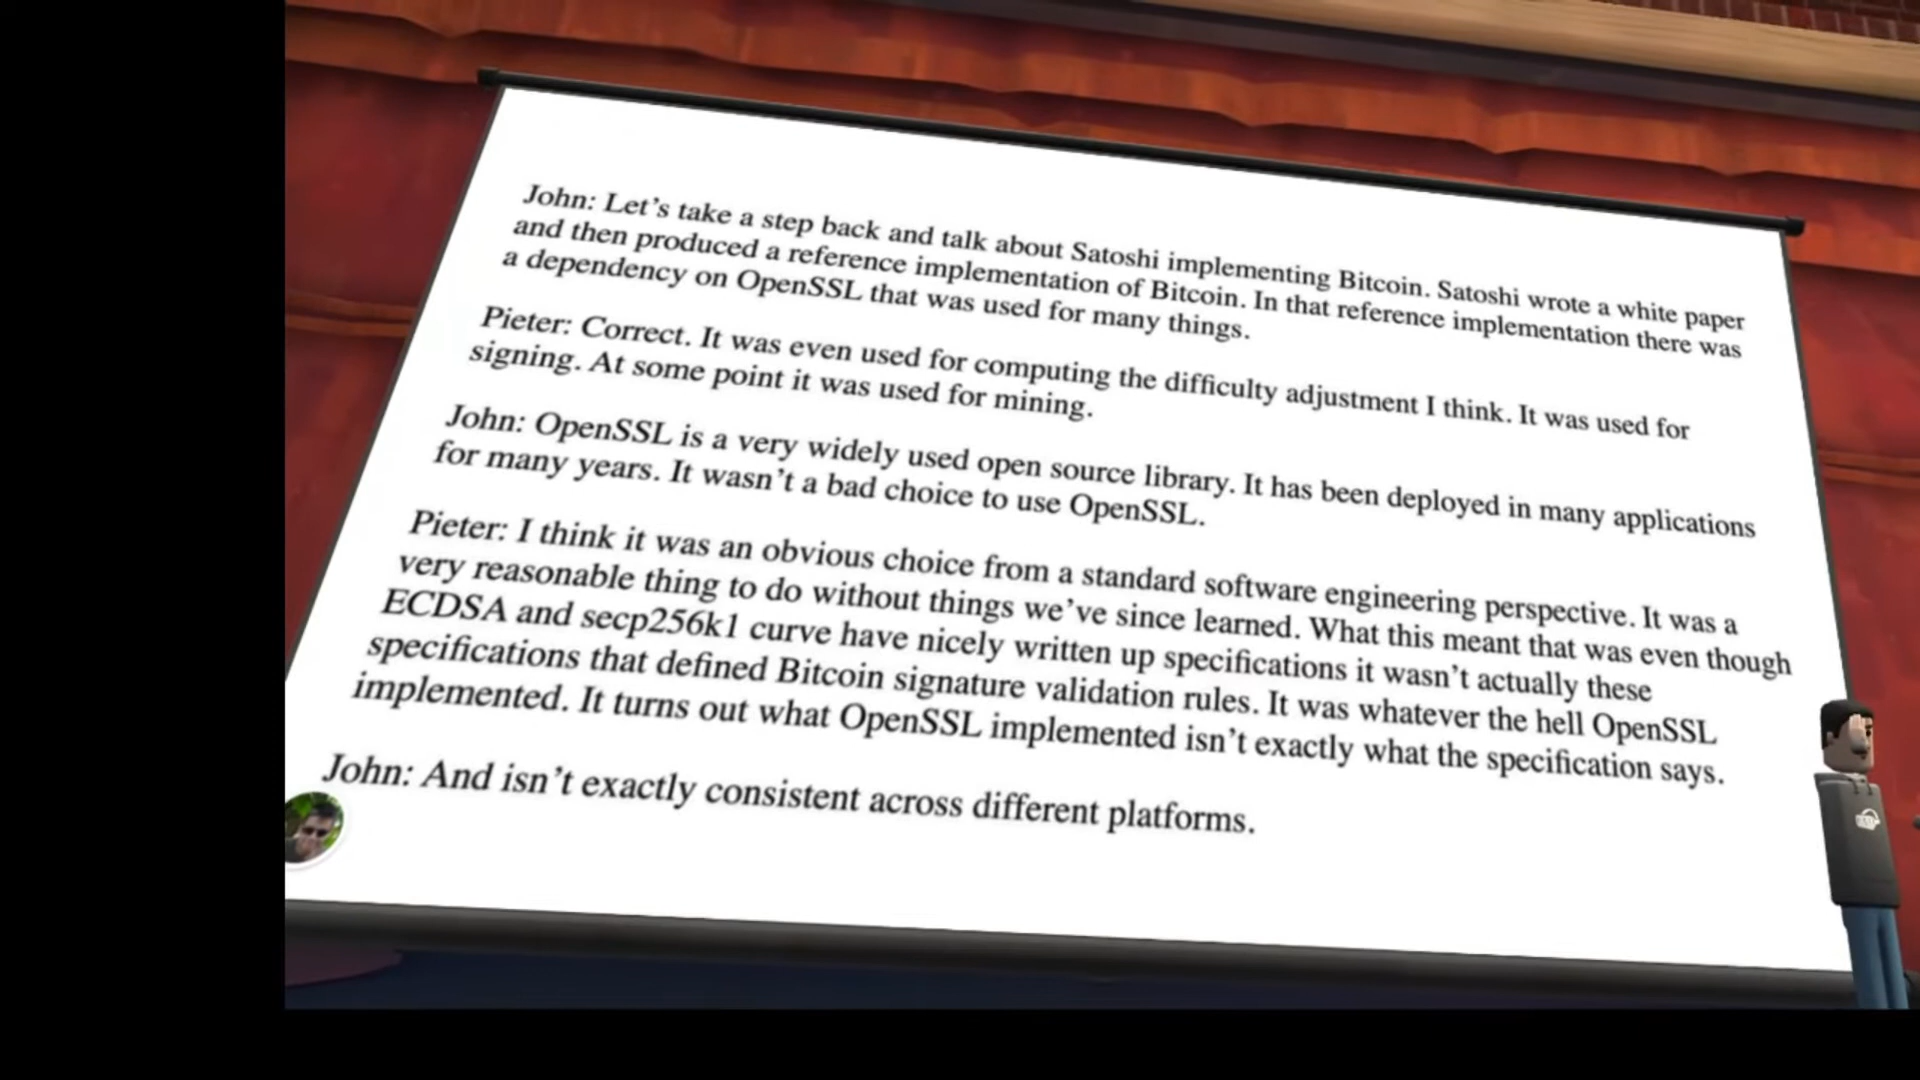 John: Let's take a step back and talk about Satoshi implementing Bitcoin. Satoshi wrote a white paper
and then produced a reference implementation of Bitcoin. In that reference implementation there was
a dependency on OpenSSL that was used for many things.
Pieter: Correct. It was even used for computing the difficulty adjustment I think. It was used for
signing. At some point it was used for mining.
John: OpenSSL is a very widely used open source library. It has been deployed in many applications
for many years. It wasn't a bad choice to use OpenSSL.
Pieter: I think it was an obvious choice from a standard software engineering perspective. It was a
very reasonable thing to do without things we've since learned. What this meant that was even though
ECDSA and secp256k1 curve have nicely written up specifications it wasn't actually these
specifications that defined Bitcoin signature validation rules. It was whatever the hell OpenSSL
implemented. It turns out what OpenSSL implemented isn't exactly what the specification says.
John: And isn't exactly consistent across different platforms.